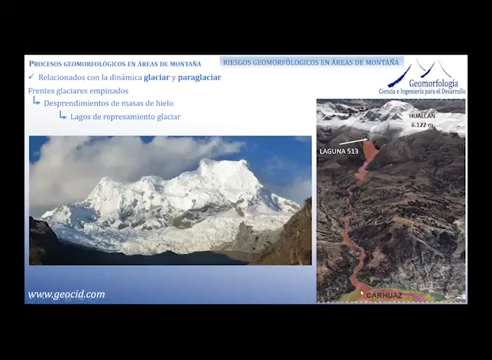 PROCESOS GEOMORFOLÓGICOS EN ÁREAS DE MONTAÑA
RIESGOS GEOMORFÓLOGICOS EN ÁREAS DE MONTAÑA
✓ Relacionados con la dinámica glaciar y paraglaciar
Geomorfología
Ciencia e Ingeniería para el Desarrollo
Frentes glaciares empinados
Desprendimientos de masas de hielo
Lagos de represamiento glaciar
HUALCÁN
6.122 m.
LAGUNA 513
CARHUAZ
www.geocid.com